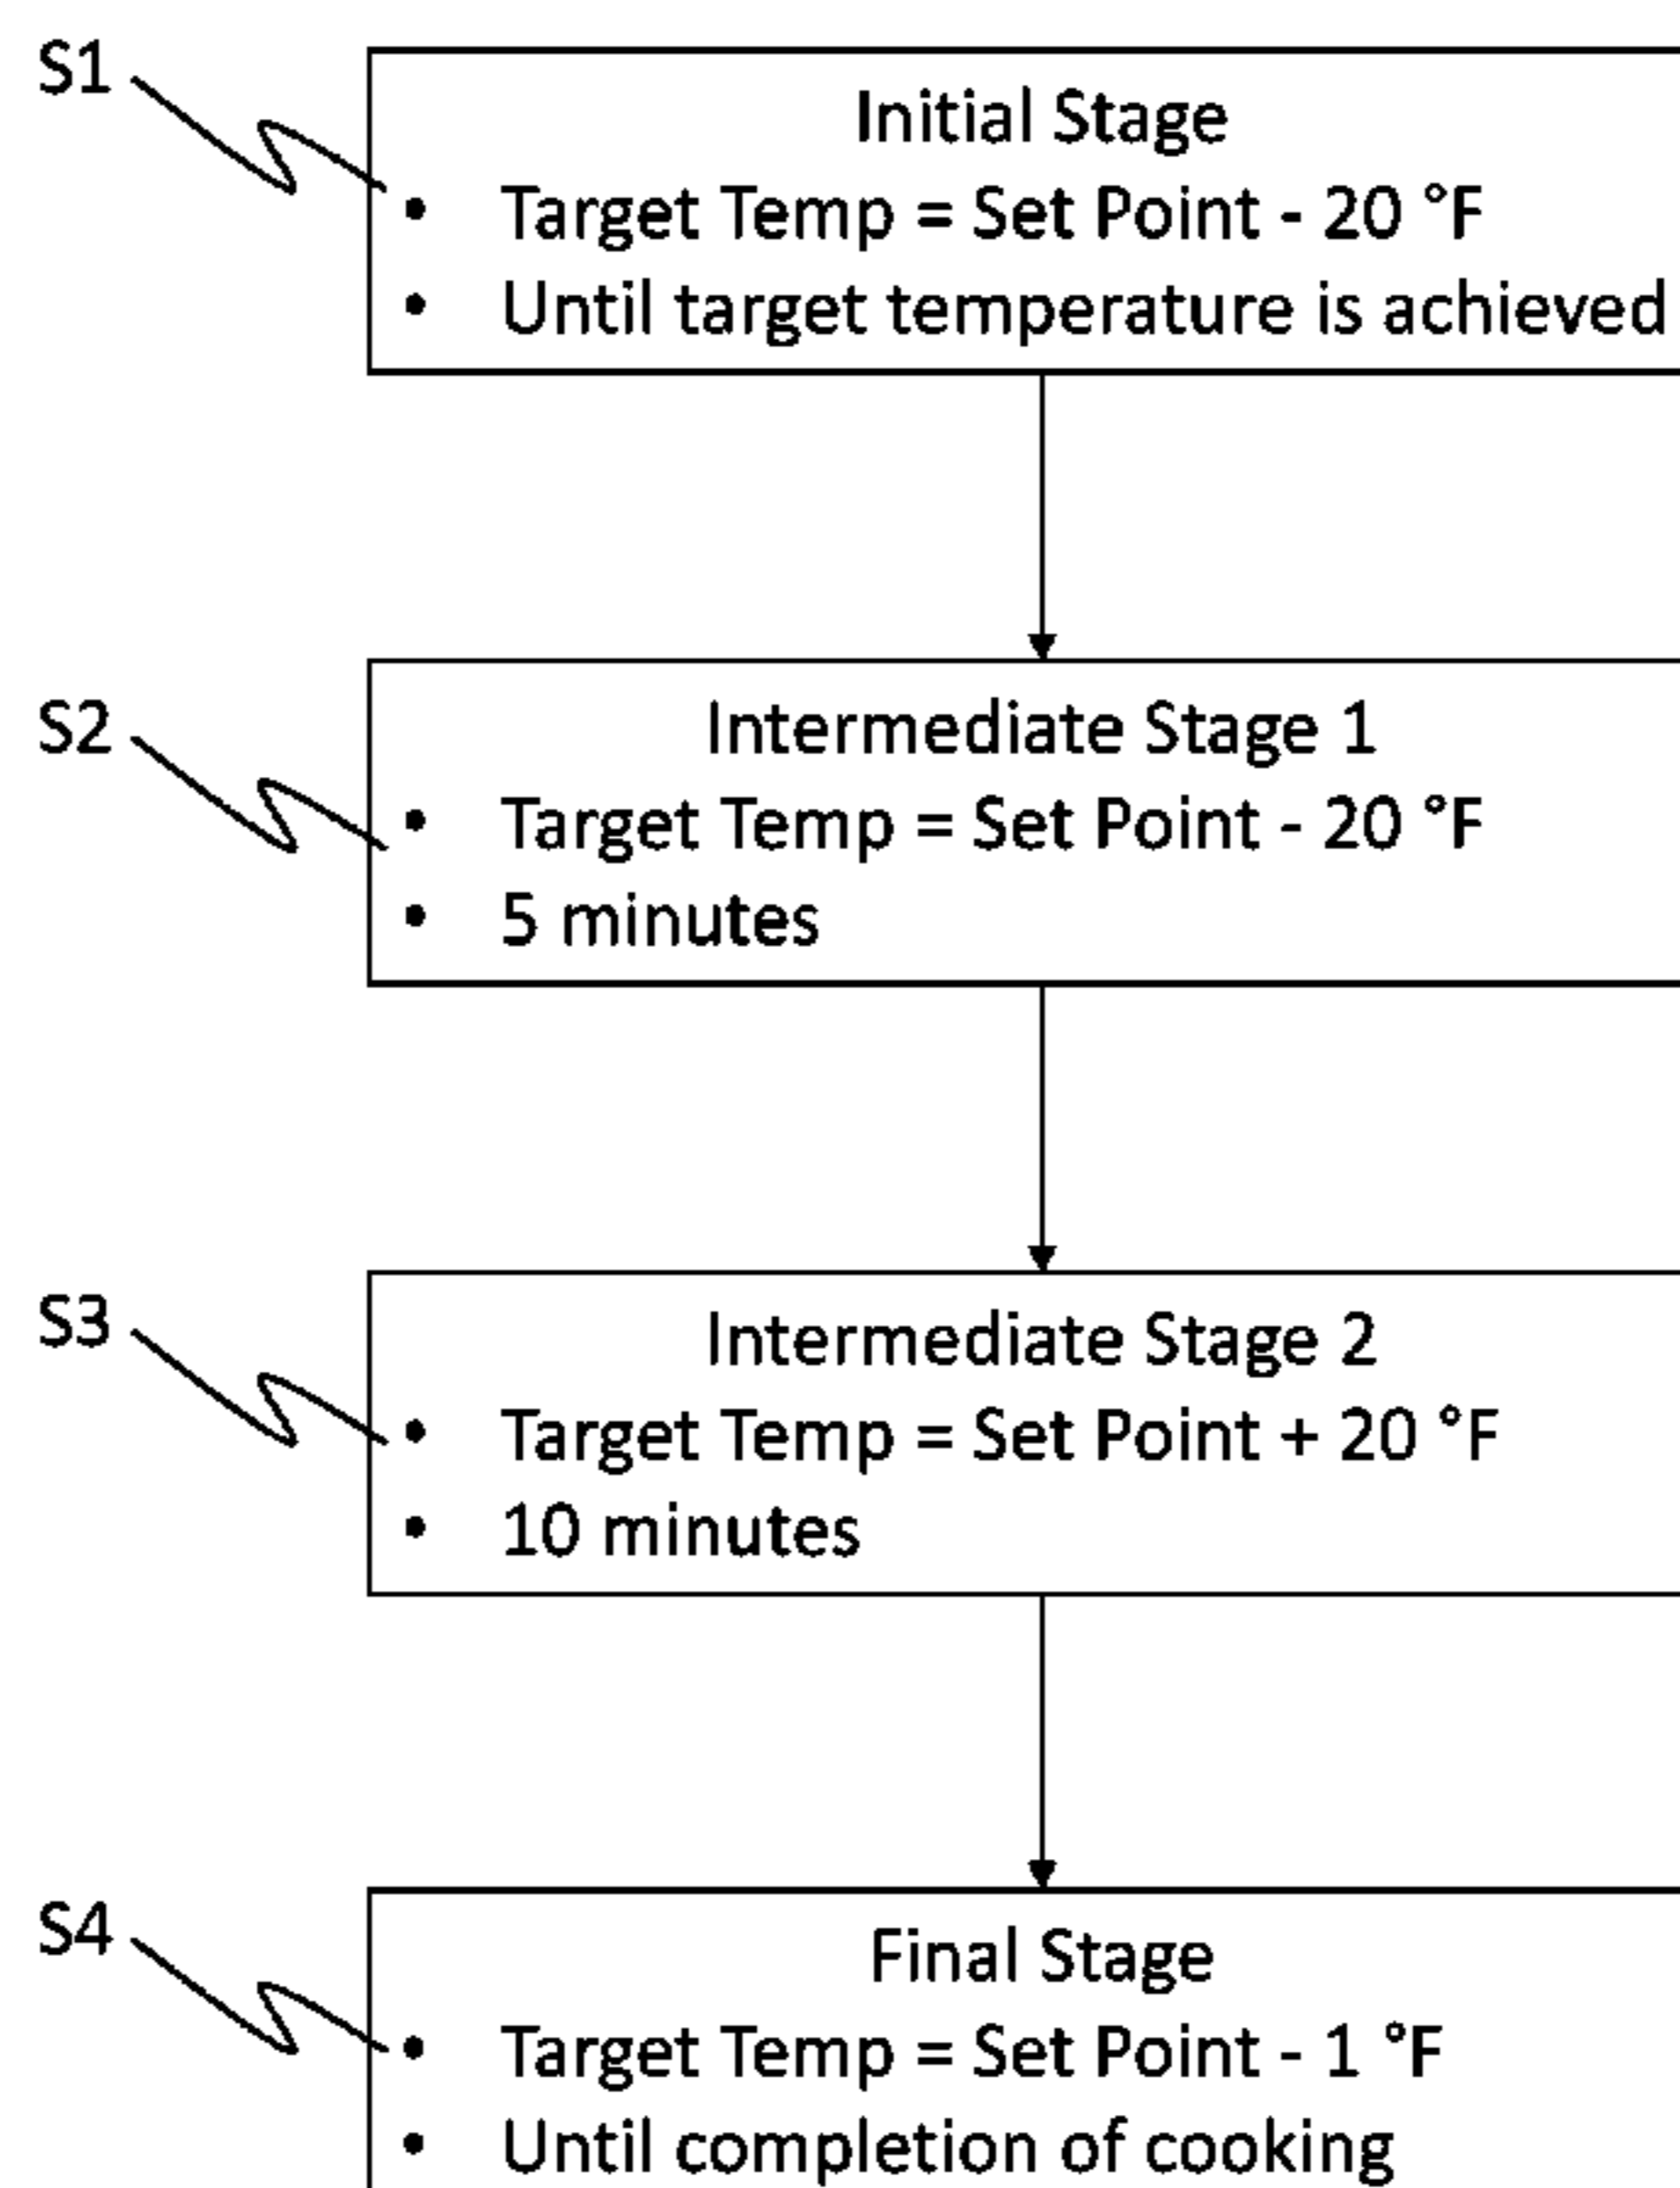 S1
Initial Stage
• Target Temp = Set Point - 20 °F
• Until target temperature is achieved
S2
Intermediate Stage 1
• Target Temp = Set Point - 20 °F
• 5 minutes
S3
Intermediate Stage 2
• Target Temp = Set Point + 20 °F
• 10 minutes
S4
Final Stage
• Target Temp = Set Point - 1 °F
• Until completion of cooking